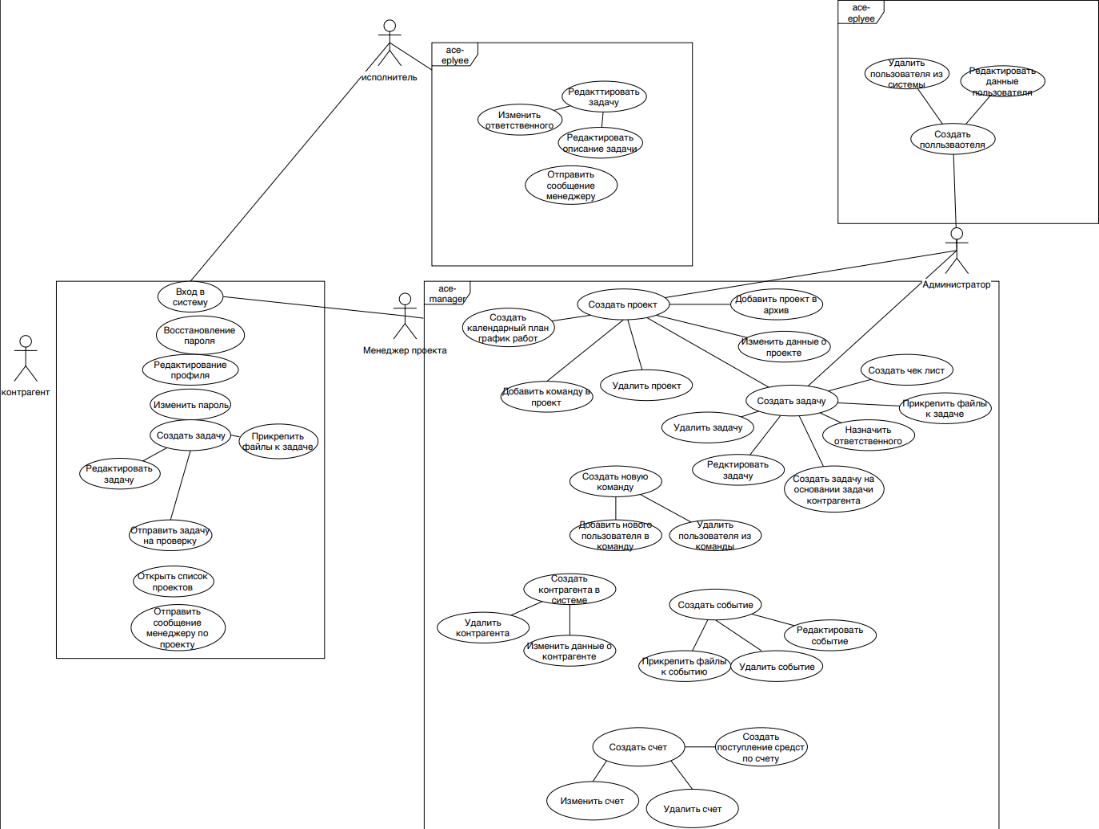 исполнитель
ace-
eplyee
Редакттировать
задачу
Изменить
ответственного
Редактировать
описание задачи
Отправить
сообщение
менеджеру
ace-
eplyee
Удалить
пользователя из
системы
Редактировать
данные
пользователя
Создать
полльзваотеля
Администратор
контрагент
Вход в
систему
Восстановление
пароля
Редактирование
профиля
Изменить пароль
Создать задачу
Прикрепить
файлы к задаче
Редактировать
задачу
Отправить задачу
на проверку
Открыть список
проектов
Отправить
сообщение
менеджеру по
проекту
Менеджер проекта
ace-
manager
Создать проект
Добавить проект в
архив
Создать
календарный план
график работ
Изменить данные о
проекте
Добавить команду в
проект
Удалить проект
Создать задачу
Создать чек лист
Прикрепить файлы
к задаче
Назначить
ответственного
Удалить задачу
Редктировать
задачу
Создать задачу на
основании задачи
контрагента
Создать новую
команду
Добавить нового
пользователя в
команду
Удалить
пользователя из
команды
Создать
контрагента в
системе
Удалить
контрагента
Изменить данные о
контрагенте
Создать событие
Редактировать
событие
Прикрепить файлы
к событию
Удалить событие
Создать счет
Создать
поступление средст
по счету
Изменить счет
Удалить счет